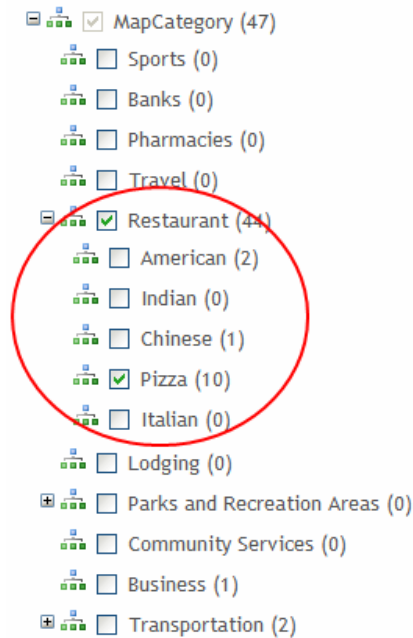 MapCategory (47)
Sports (0)
Banks (0)
Pharmacies (0)
Travel (0)
Restaurant (44)
American (2)
Indian (0)
Chinese (1)
Pizza (10)
Italian (0)
Lodging (0)
Parks and Recreation Areas (0)
Community Services (0)
Business (1)
Transportation (2)